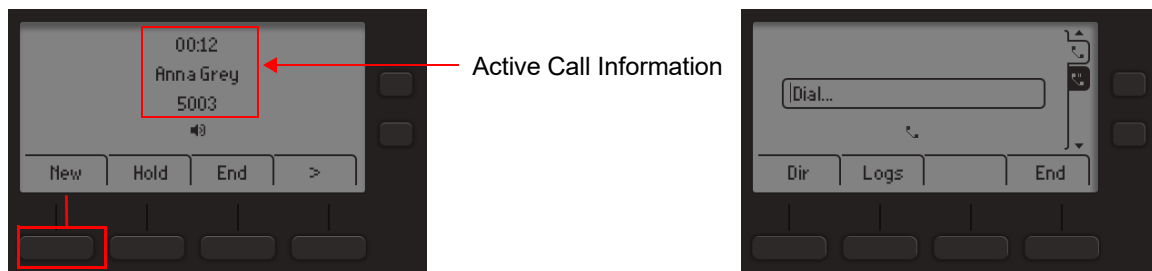 00:12
Anna Grey
5003
New Hold End >
Active Call Information
Dial...
Dir Logs End